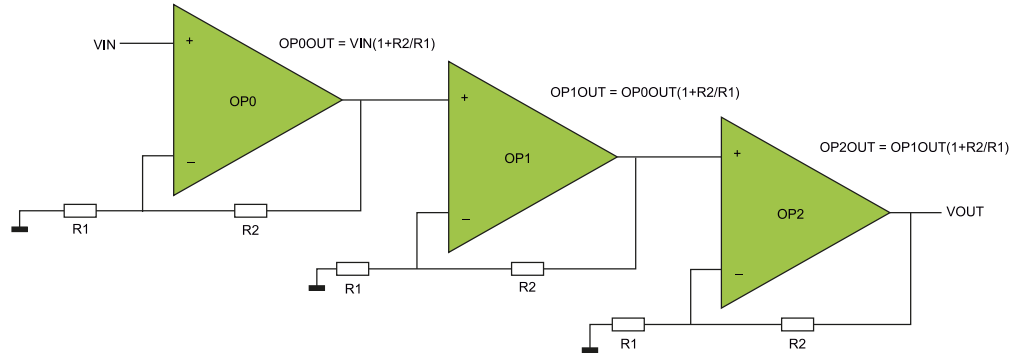 VIN
+
OP0OUT = VIN(1+R2/R1)
OP0
–
R1
R2
+
OP1OUT = OP0OUT(1+R2/R1)
OP1
–
R1
R2
+
OP2OUT = OP1OUT(1+R2/R1)
OP2
VOUT
–
R1
R2